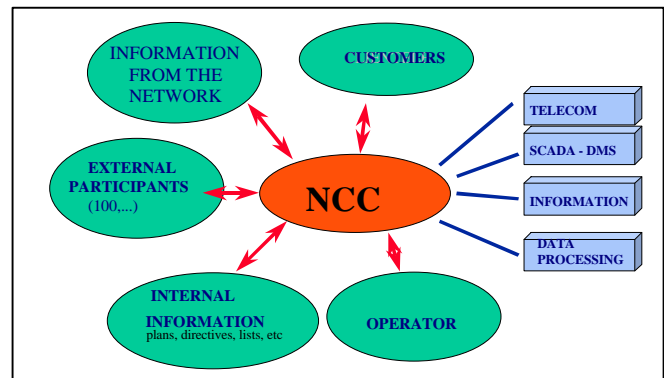 INFORMATION
FROM THE
NETWORK
CUSTOMERS
TELECOM
SCADA - DMS
EXTERNAL
PARTICIPANTS
(100,...)
NCC
INFORMATION
DATA
PROCESSING
INTERNAL
INFORMATION
plans, directives, lists, etc
OPERATOR